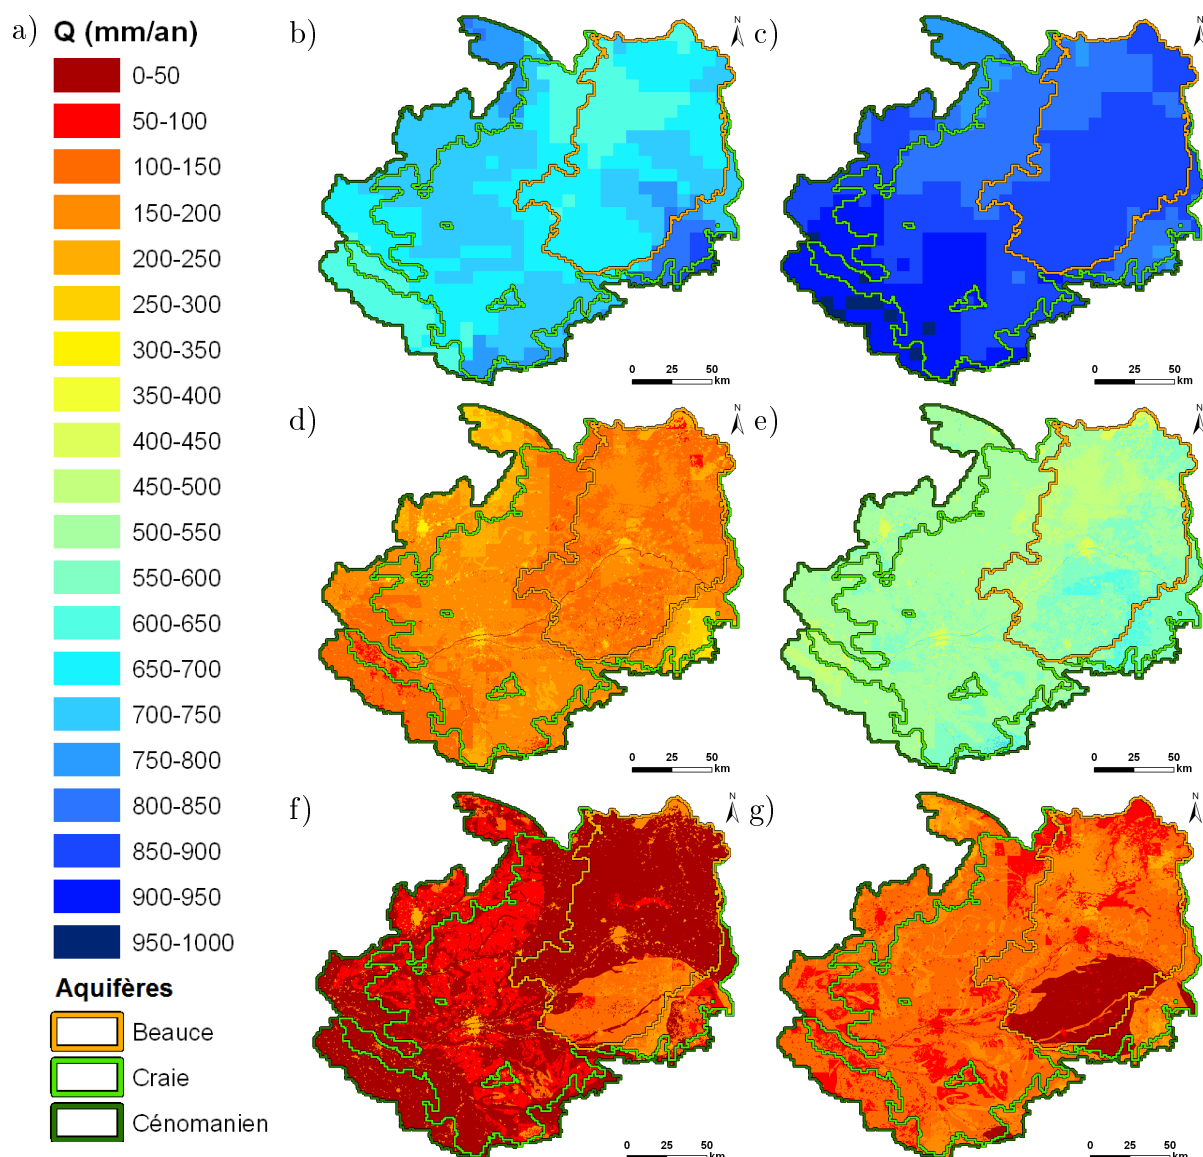 a) Q (mm/an)
0-50
50-100
100-150
150-200
200-250
250-300
300-350
350-400
400-450
450-500
500-550
550-600
600-650
650-700
700-750
750-800
800-850
850-900
900-950
950-1000
Aquifères
Beauce
Craie
Cénomanien
b)
N
0 25 50
km
c)
N
0 25 50
km
d)
N
0 25 50
km
e)
N
0 25 50
km
f)
N
0 25 50
km
g)
N
0 25 50
km